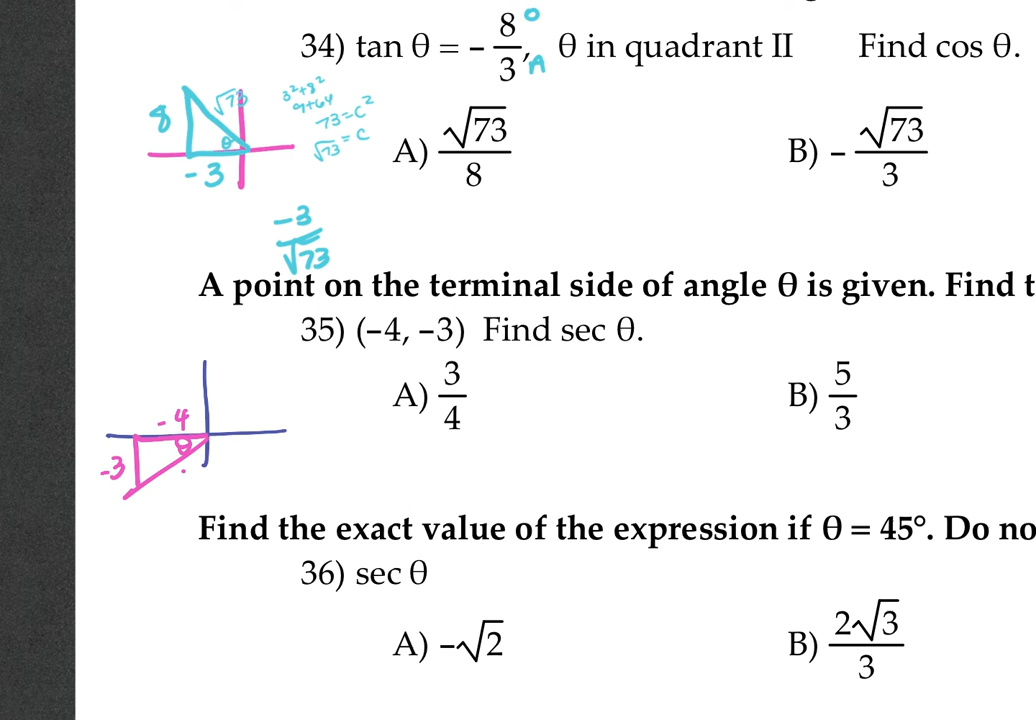 34) tan θ = - 8/3, θ in quadrant II Find cos θ.
O
A
8
√73
θ
-3
3²+8²
9+64
73=c²
√73=c
A) √73/8 B) - √73/3
-3/√73
A point on the terminal side of angle θ is given. Find t
35) (-4, -3) Find sec θ.
A) 3/4 B) 5/3
-4
θ
-3
Find the exact value of the expression if θ = 45°. Do no
36) sec θ
A) -√2 B) 2√3/3